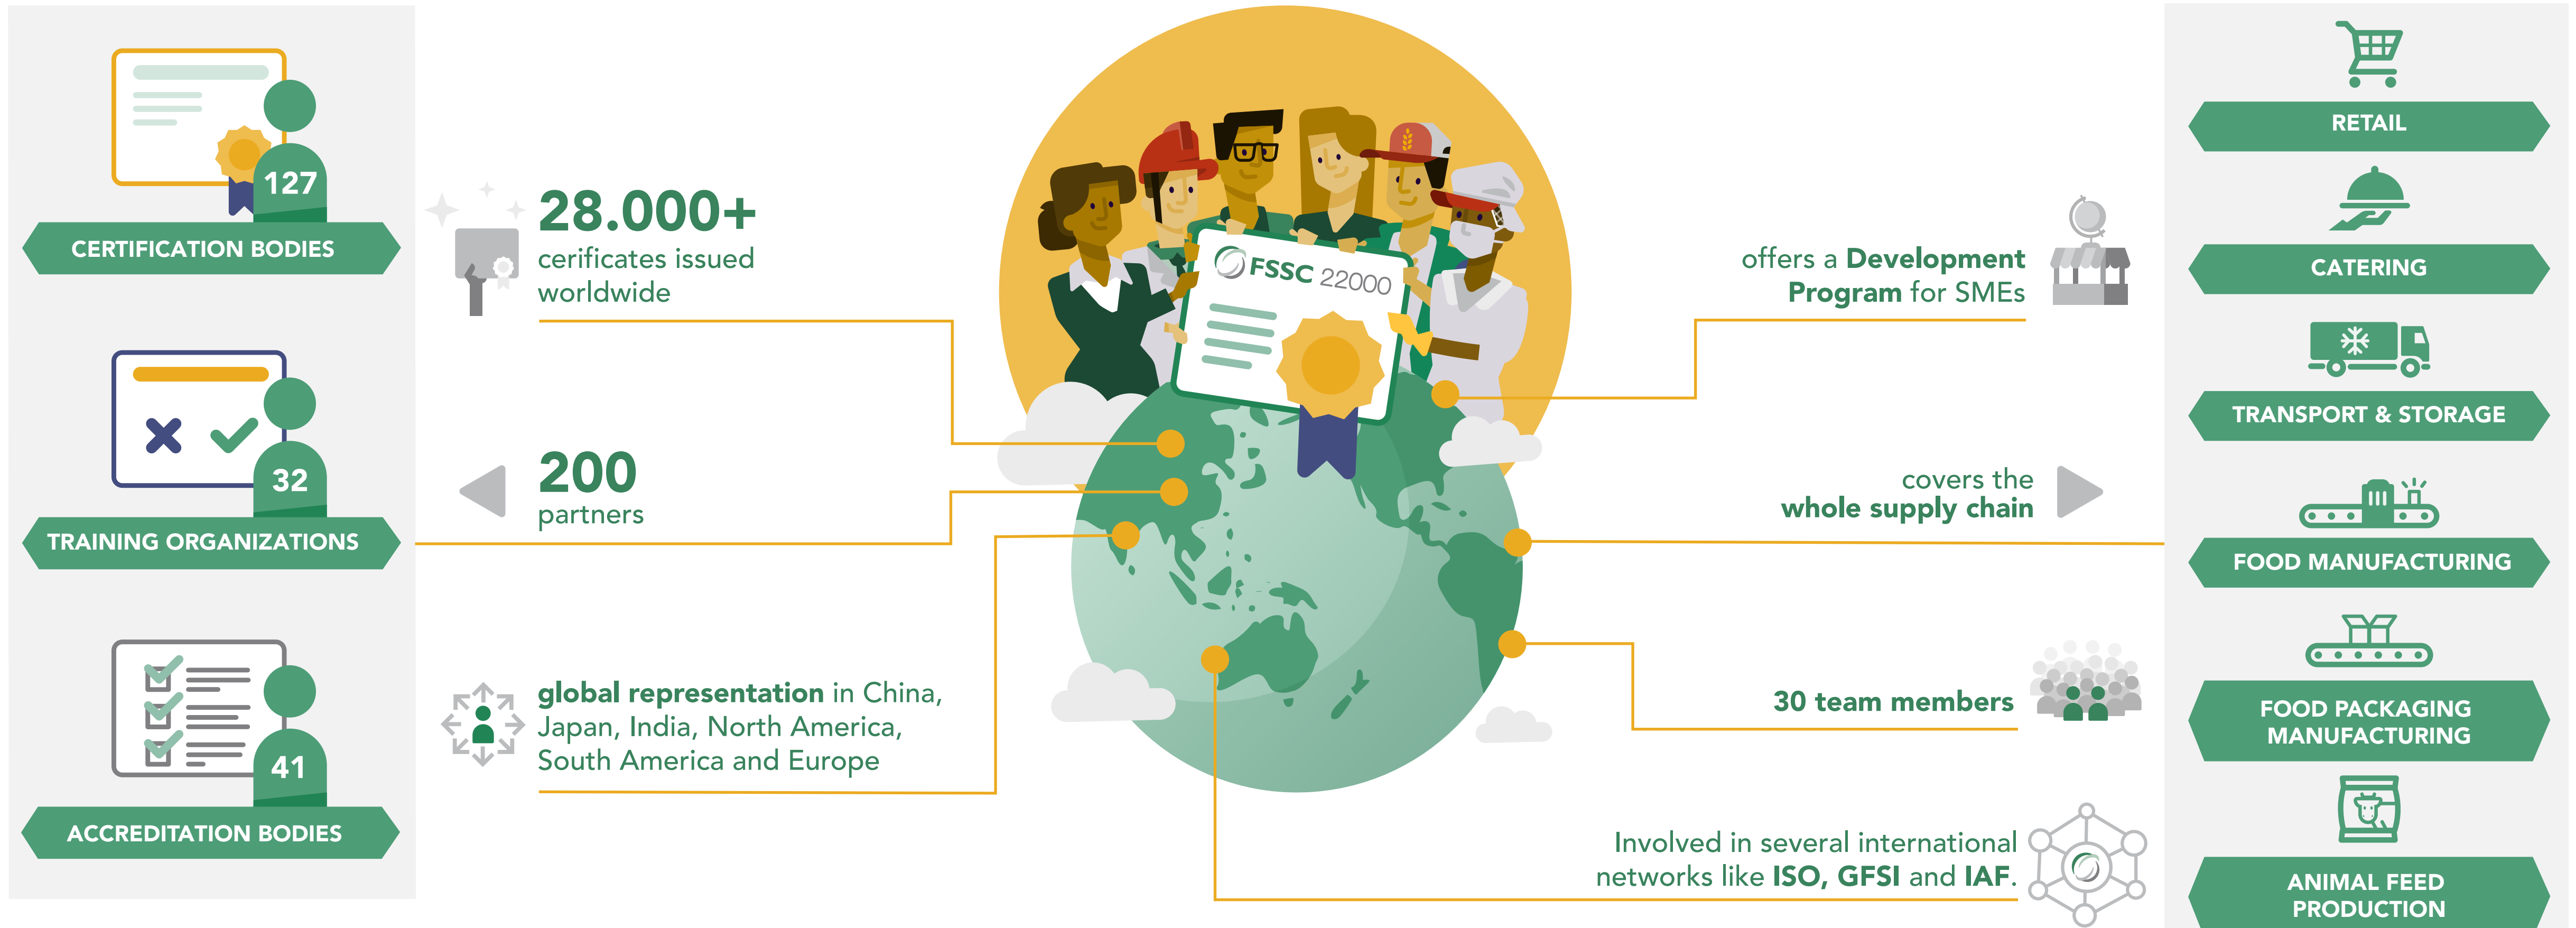 127
CERTIFICATION BODIES
32
TRAINING ORGANIZATIONS
41
ACCREDITATION BODIES
28.000+
cerificates issued
worldwide
200
partners
global representation in China,
Japan, India, North America,
South America and Europe
FSSC 22000
offers a Development
Program for SMEs
covers the
whole supply chain
30 team members
Involved in several international
networks like ISO, GFSI and IAF.
RETAIL
CATERING
TRANSPORT & STORAGE
FOOD MANUFACTURING
FOOD PACKAGING
MANUFACTURING
ANIMAL FEED
PRODUCTION